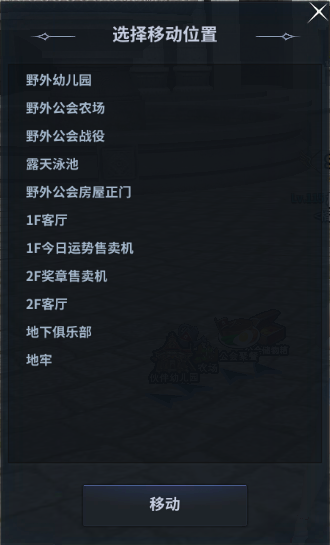 选择移动位置
野外幼儿园
野外公会农场
野外公会战役
露天泳池
野外公会房屋正门
1F客厅
1F今日运势售卖机
2F奖章售卖机
2F客厅
地下俱乐部
地牢
移动